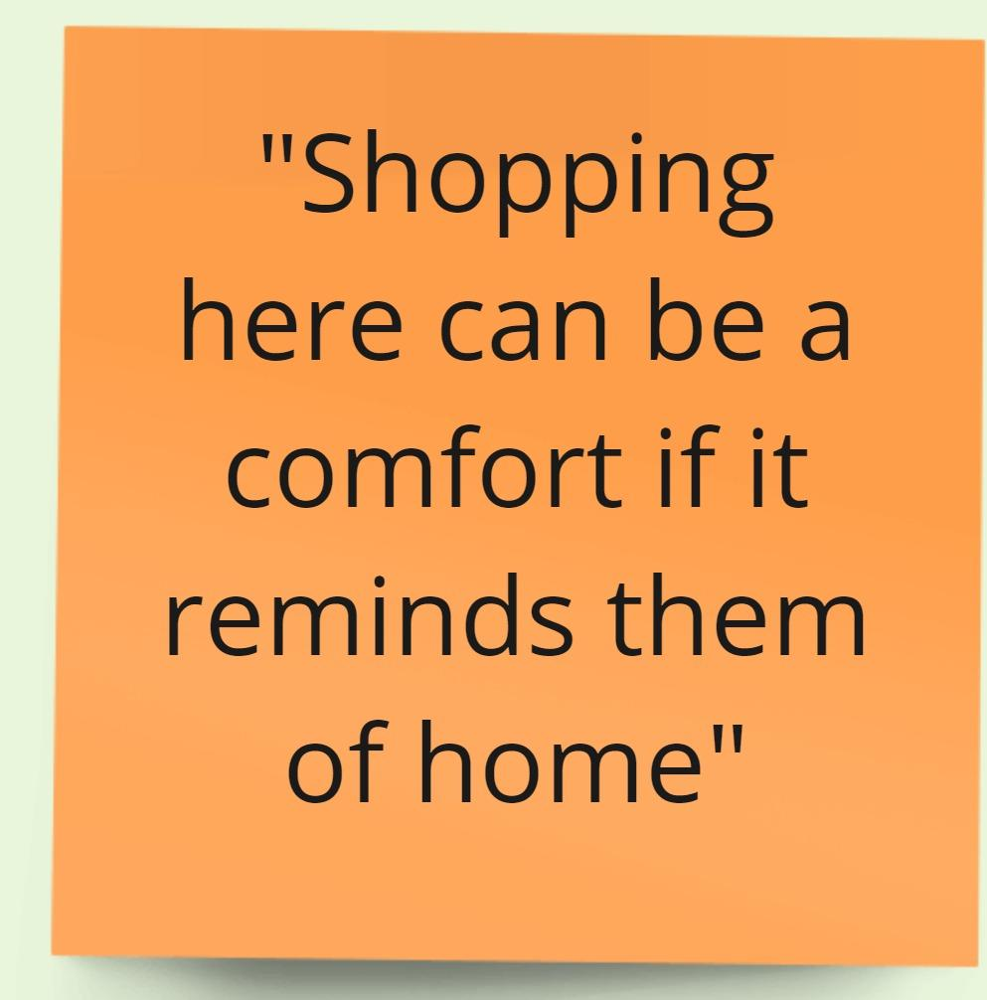 "Shopping
here can be a
comfort if it
reminds them
of home"